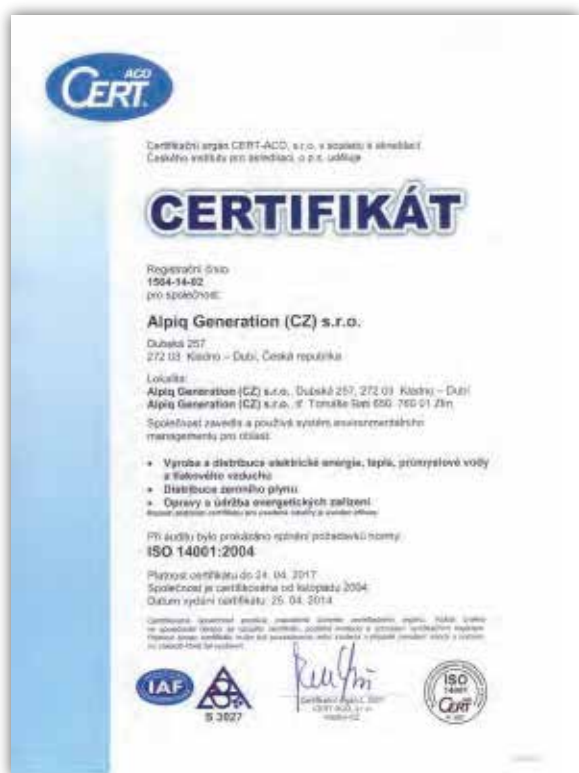 ACO
CERT.
Certifikační orgán CERT-ACO, s.r.o. v souladu s akreditací
Českého institutu pro akreditaci, o.p.s. uděluje
CERTIFIKÁT
Registrační číslo
1504-14-02
pro společnost:
Alpiq Generation (CZ) s.r.o.
Dubská 257
272 03 Kladno – Dubí, Česká republika
Lokalita:
Alpiq Generation (CZ) s.r.o., Dubská 257, 272 03 Kladno – Dubí
Alpiq Generation (CZ) s.r.o., tř. Tomáše Bati 650, 760 01 Zlín
Společnost zavedla a používá systém environmentálního
managementu pro oblast:
• Výroba a distribuce elektrické energie, tepla, průmyslové vody
a tlakového vzduchu
• Distribuce zemního plynu
• Opravy a údržba energetických zařízení
Při auditu bylo prokázáno splnění požadavků normy:
ISO 14001:2004
Platnost certifikátu do 24. 04. 2017
Společnost je certifikována od listopadu 2004
Datum vydání certifikátu: 25. 04. 2014
IAF
S 3027
ISO
14001
CERT